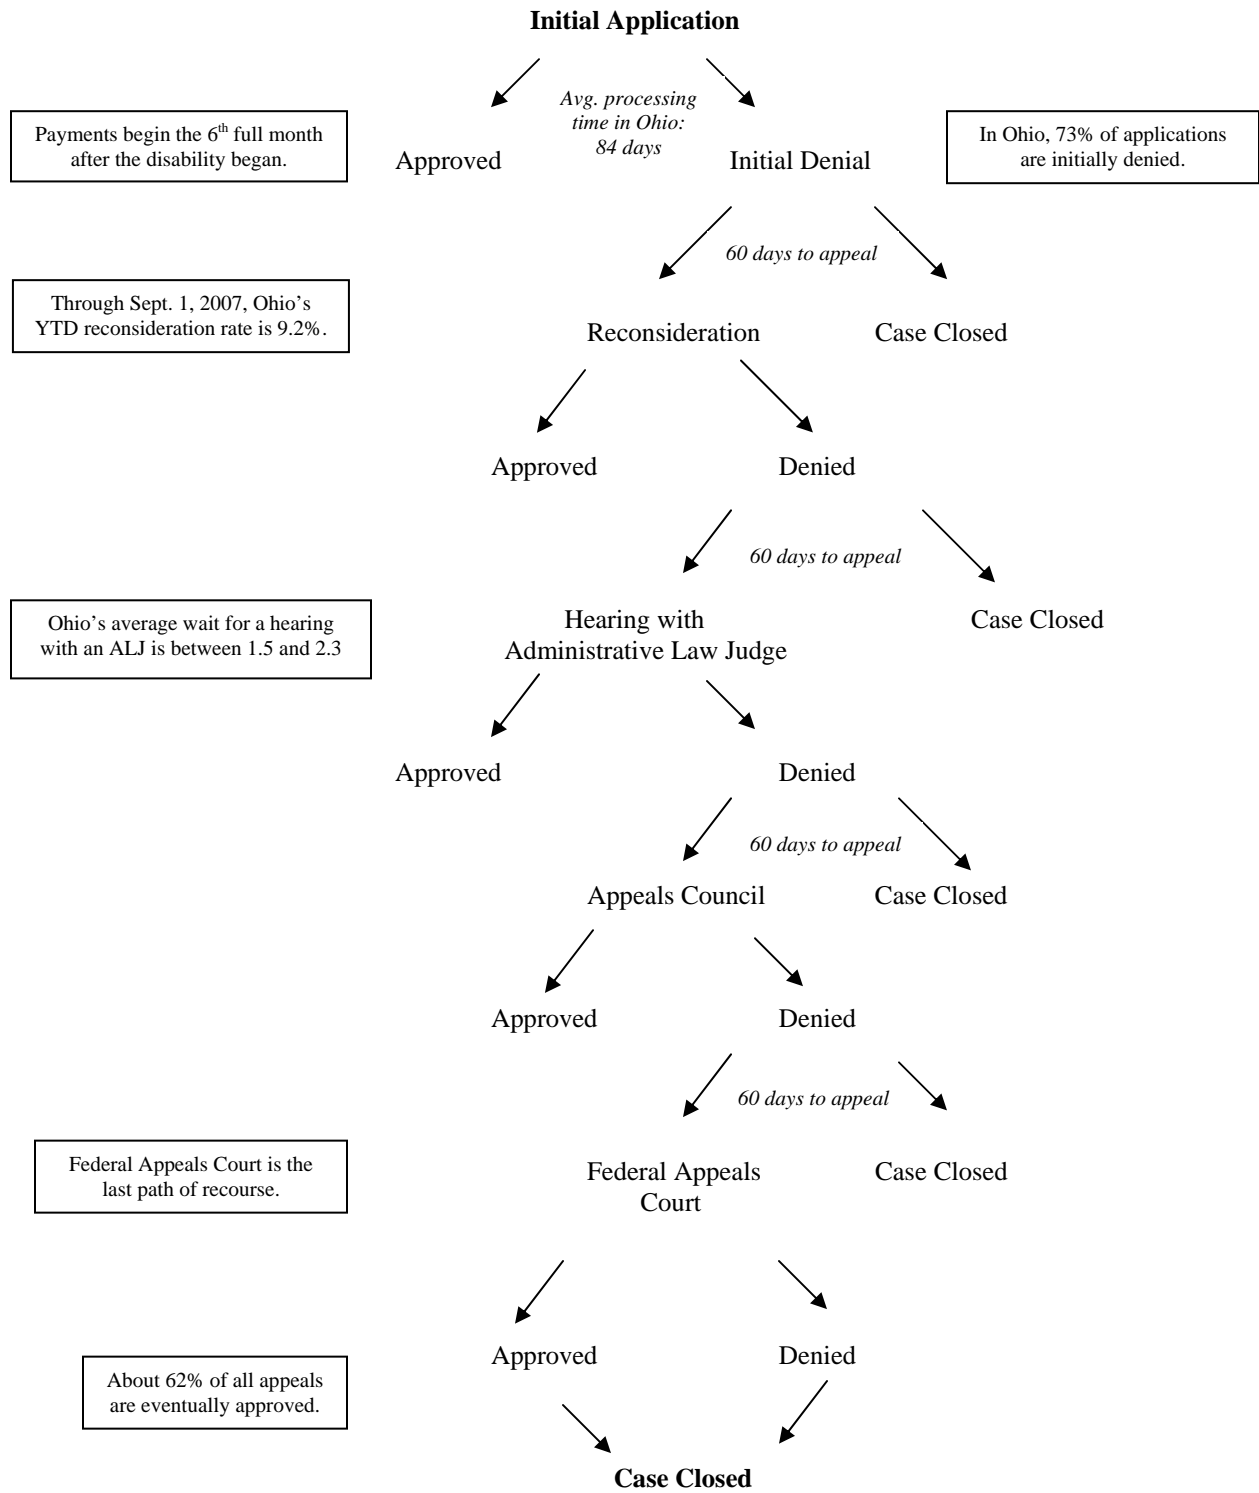 Initial Application
Avg. processing
time in Ohio:
84 days
Payments begin the 6th full month
after the disability began.
Approved
Initial Denial
In Ohio, 73% of applications
are initially denied.
60 days to appeal
Through Sept. 1, 2007, Ohio’s
YTD reconsideration rate is 9.2%.
Reconsideration
Case Closed
Approved
Denied
60 days to appeal
Ohio’s average wait for a hearing
with an ALJ is between 1.5 and 2.3
Hearing with
Administrative Law Judge
Case Closed
Approved
Denied
60 days to appeal
Appeals Council
Case Closed
Approved
Denied
60 days to appeal
Federal Appeals Court is the
last path of recourse.
Federal Appeals
Court
Case Closed
Approved
Denied
About 62% of all appeals
are eventually approved.
Case Closed